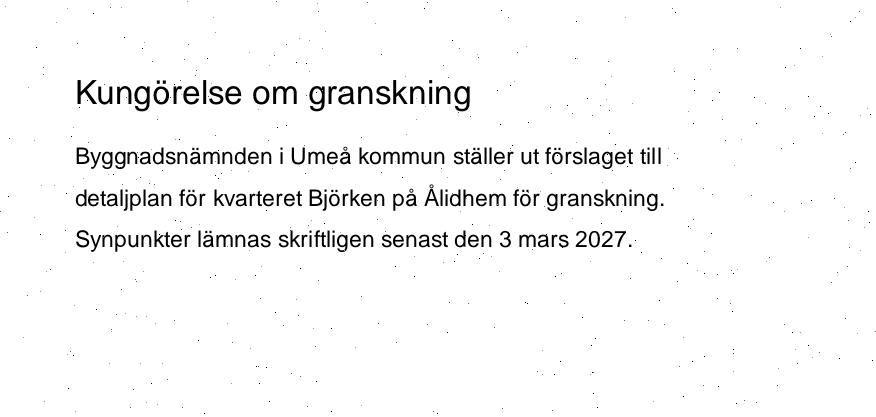 Kungörelse om granskning
Byggnadsnämnden i Umeå kommun ställer ut förslaget till
detaljplan för kvarteret Björken på Ålidhem för granskning.
Synpunkter lämnas skriftligen senast den 3 mars 2027.